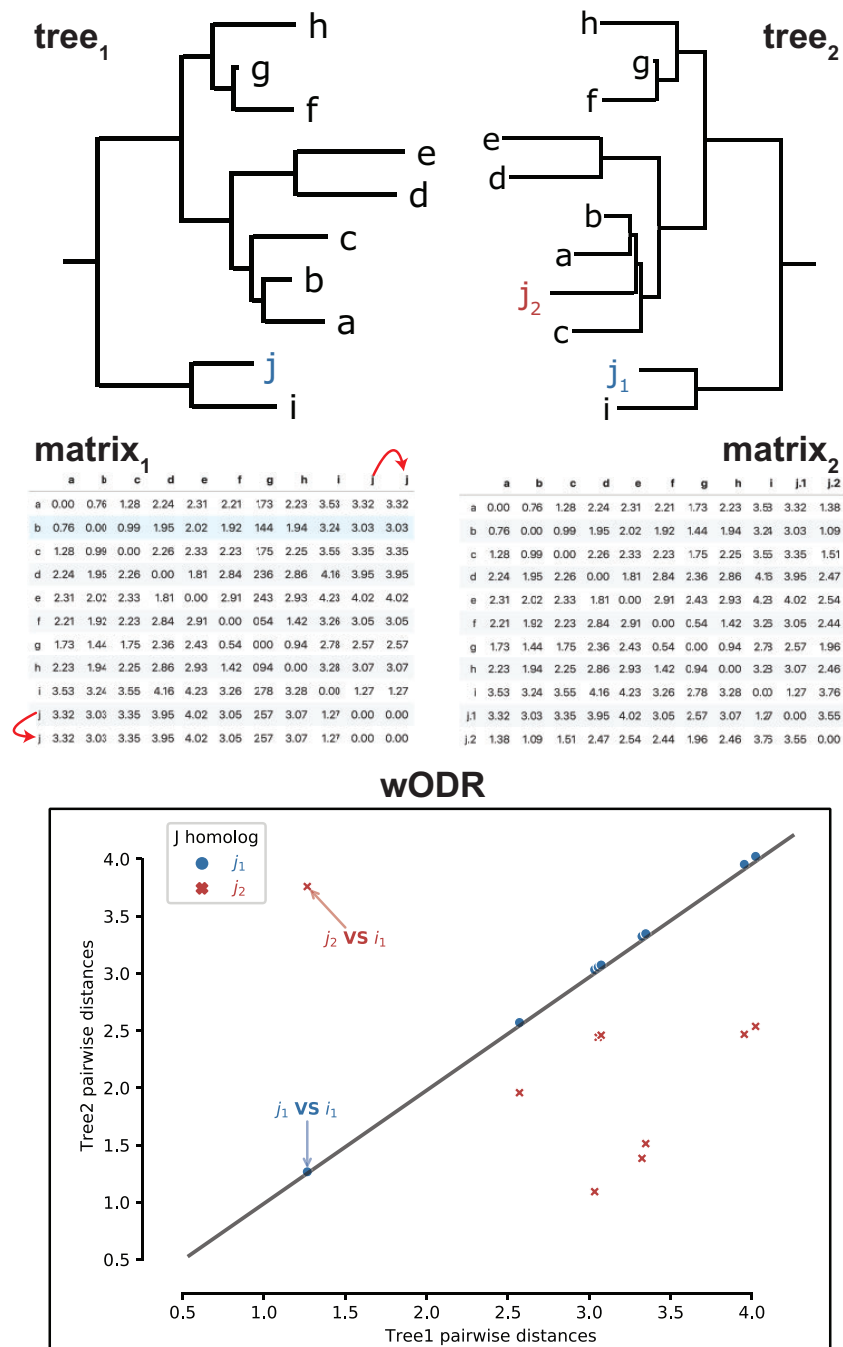 tree1
h
g
f
e
d
c
b
a
j
i
tree2
h
g
f
e
d
b
a
j2
c
j1
i
matrix1
a b c d e f g h i j j
a 0.00 0.76 1.28 2.24 2.31 2.21 1.73 2.23 3.53 3.32 3.32
b 0.76 0.00 0.99 1.95 2.02 1.92 144 1.94 3.24 3.03 3.03
c 1.28 0.99 0.00 2.26 2.33 2.23 1.75 2.25 3.55 3.35 3.35
d 2.24 1.95 2.26 0.00 1.81 2.84 236 2.86 4.16 3.95 3.95
e 2.31 2.02 2.33 1.81 0.00 2.91 243 2.93 4.23 4.02 4.02
f 2.21 1.92 2.23 2.84 2.91 0.00 054 1.42 3.26 3.05 3.05
g 1.73 1.44 1.75 2.36 2.43 0.54 000 0.94 2.78 2.57 2.57
h 2.23 1.94 2.25 2.86 2.93 1.42 094 0.00 3.28 3.07 3.07
i 3.53 3.24 3.55 4.16 4.23 3.26 278 3.28 0.00 1.27 1.27
j 3.32 3.03 3.35 3.95 4.02 3.05 257 3.07 1.27 0.00 0.00
j 3.32 3.03 3.35 3.95 4.02 3.05 257 3.07 1.27 0.00 0.00
matrix2
a b c d e f g h i j.1 j.2
a 0.00 0.76 1.28 2.24 2.31 2.21 1.73 2.23 3.53 3.32 1.38
b 0.76 0.00 0.99 1.95 2.02 1.92 1.44 1.94 3.24 3.03 1.09
c 1.28 0.99 0.00 2.26 2.33 2.23 1.75 2.25 3.55 3.35 1.51
d 2.24 1.95 2.26 0.00 1.81 2.84 2.36 2.86 4.16 3.95 2.47
e 2.31 2.02 2.33 1.81 0.00 2.91 2.43 2.93 4.23 4.02 2.54
f 2.21 1.92 2.23 2.84 2.91 0.00 0.54 1.42 3.26 3.05 2.44
g 1.73 1.44 1.75 2.36 2.43 0.54 0.00 0.94 2.78 2.57 1.96
h 2.23 1.94 2.25 2.86 2.93 1.42 0.94 0.00 3.28 3.07 2.46
i 3.53 3.24 3.55 4.16 4.23 3.26 2.78 3.28 0.00 1.27 3.76
j.1 3.32 3.03 3.35 3.95 4.02 3.05 2.57 3.07 1.27 0.00 3.55
j.2 1.38 1.09 1.51 2.47 2.54 2.44 1.96 2.46 3.76 3.55 0.00
wODR
J homolog
j1
j2
j2 VS i1
j1 VS i1
Tree2 pairwise distances
4.0
3.5
3.0
2.5
2.0
1.5
1.0
0.5
0.5 1.0 1.5 2.0 2.5 3.0 3.5 4.0
Tree1 pairwise distances